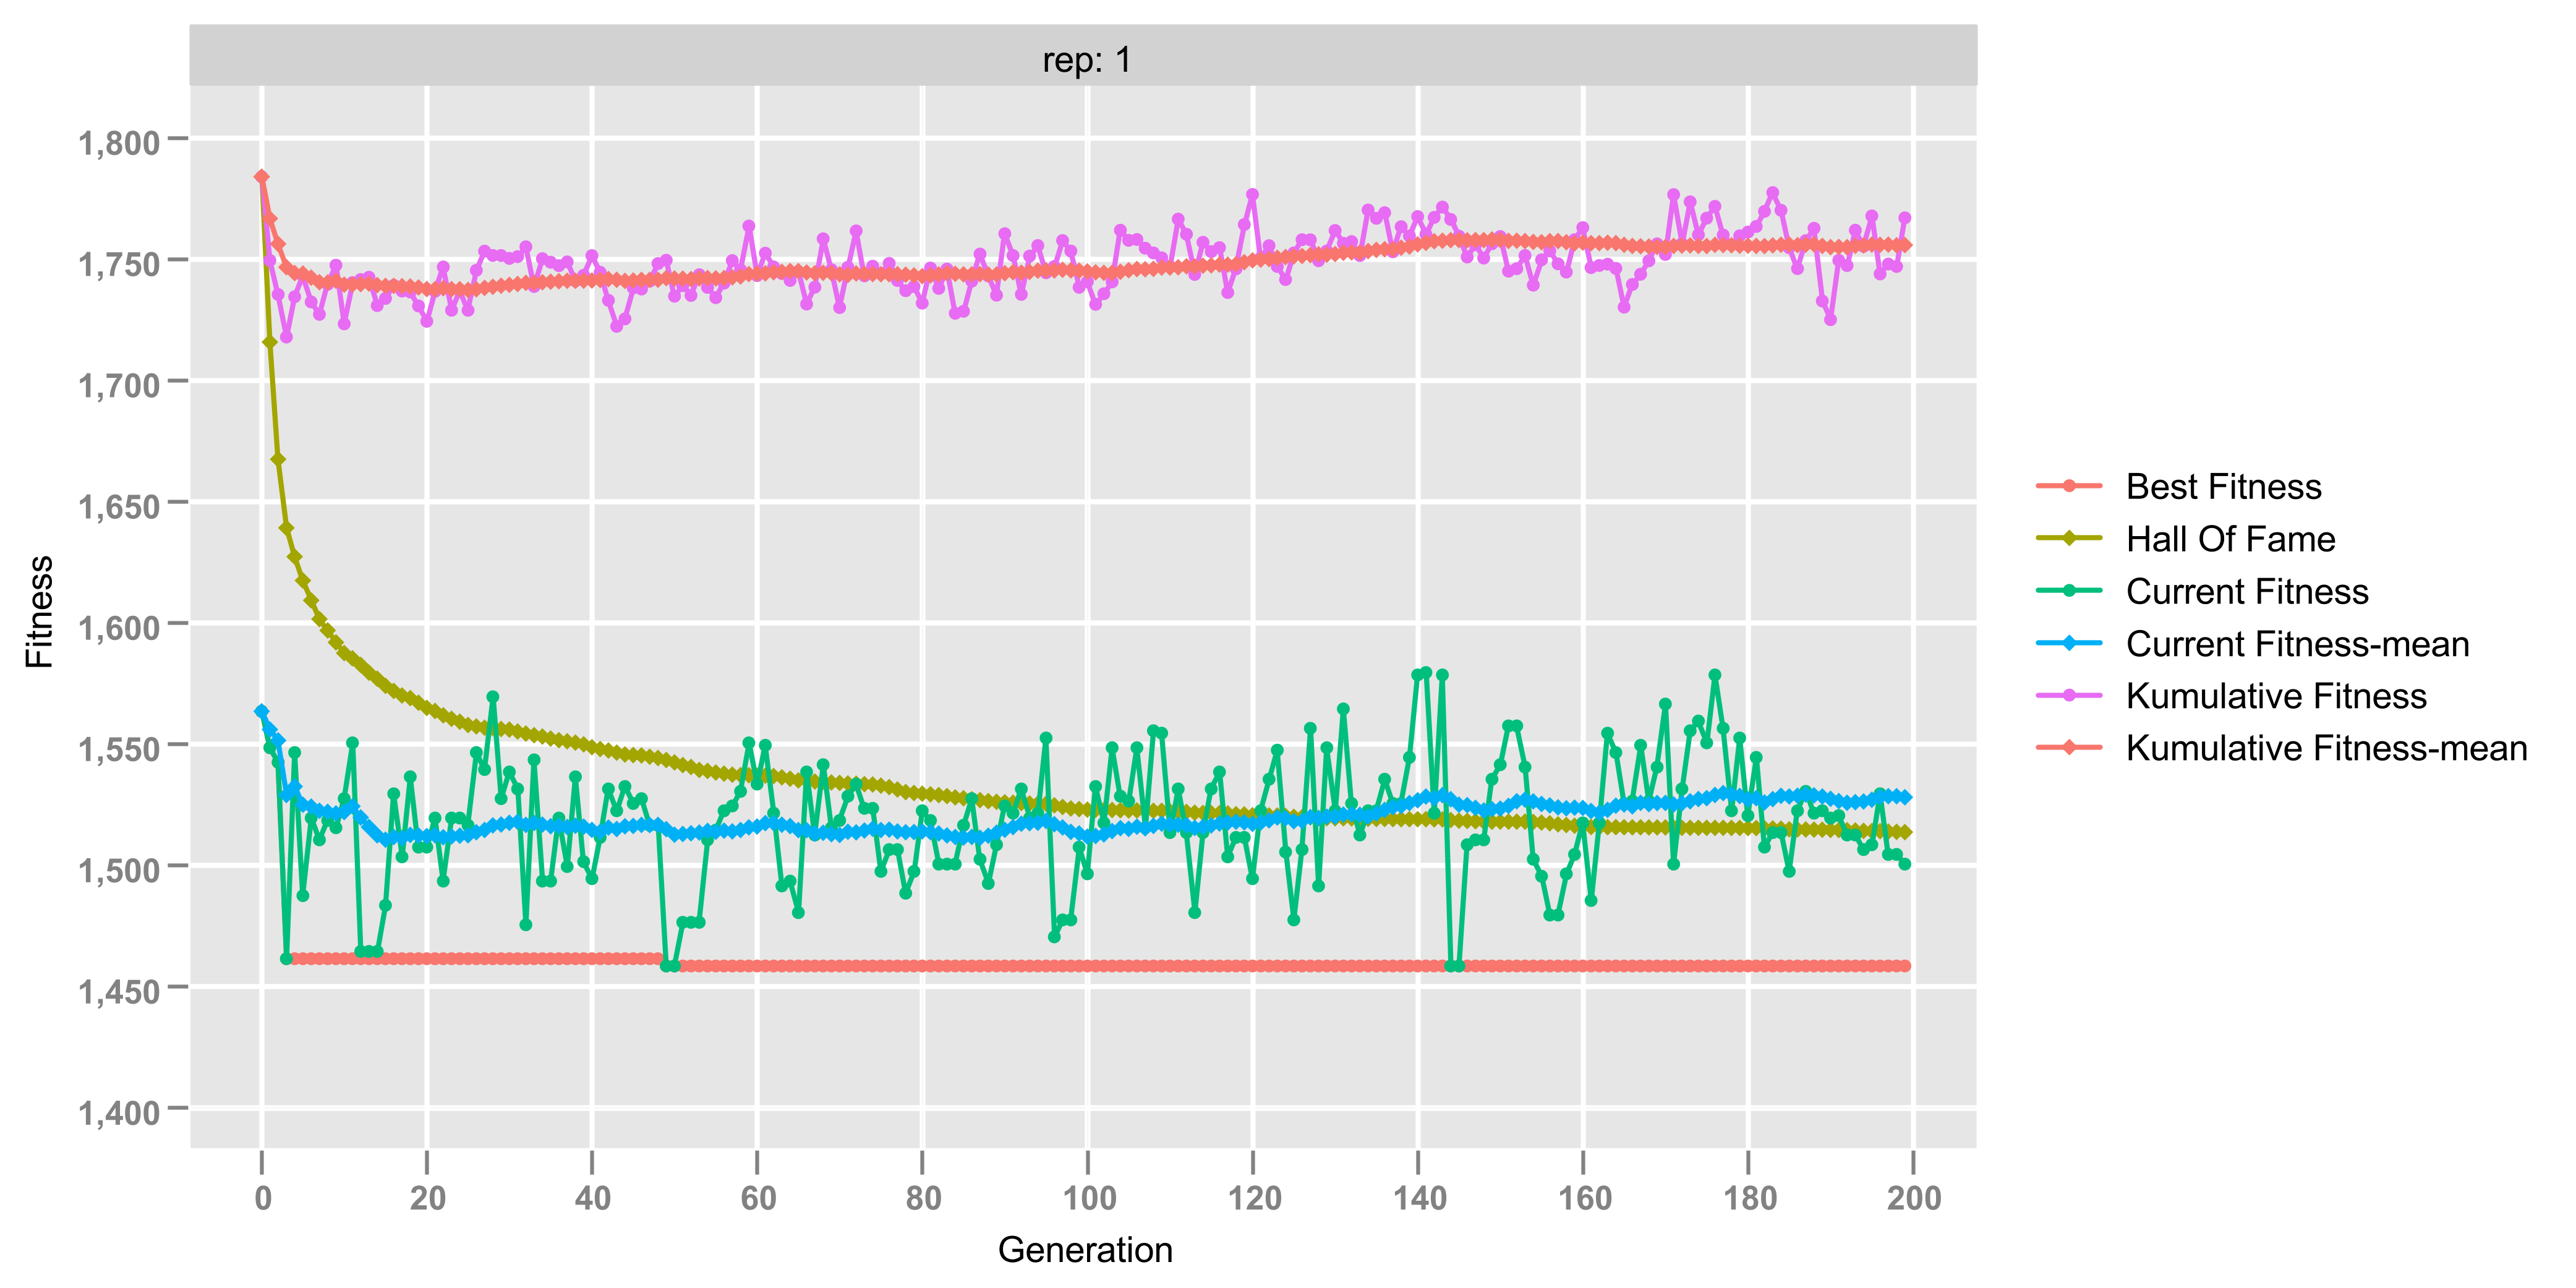 rep: 1
1,800
1,750
1,700
1,650
1,600
1,550
1,500
1,450
1,400
Fitness
0 20 40 60 80 100 120 140 160 180 200
Generation
Best Fitness
Hall Of Fame
Current Fitness
Current Fitness-mean
Kumulative Fitness
Kumulative Fitness-mean